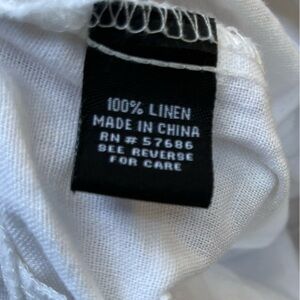 100% LINEN
MADE IN CHINA
RN # 57686
SEE REVERSE
FOR CARE